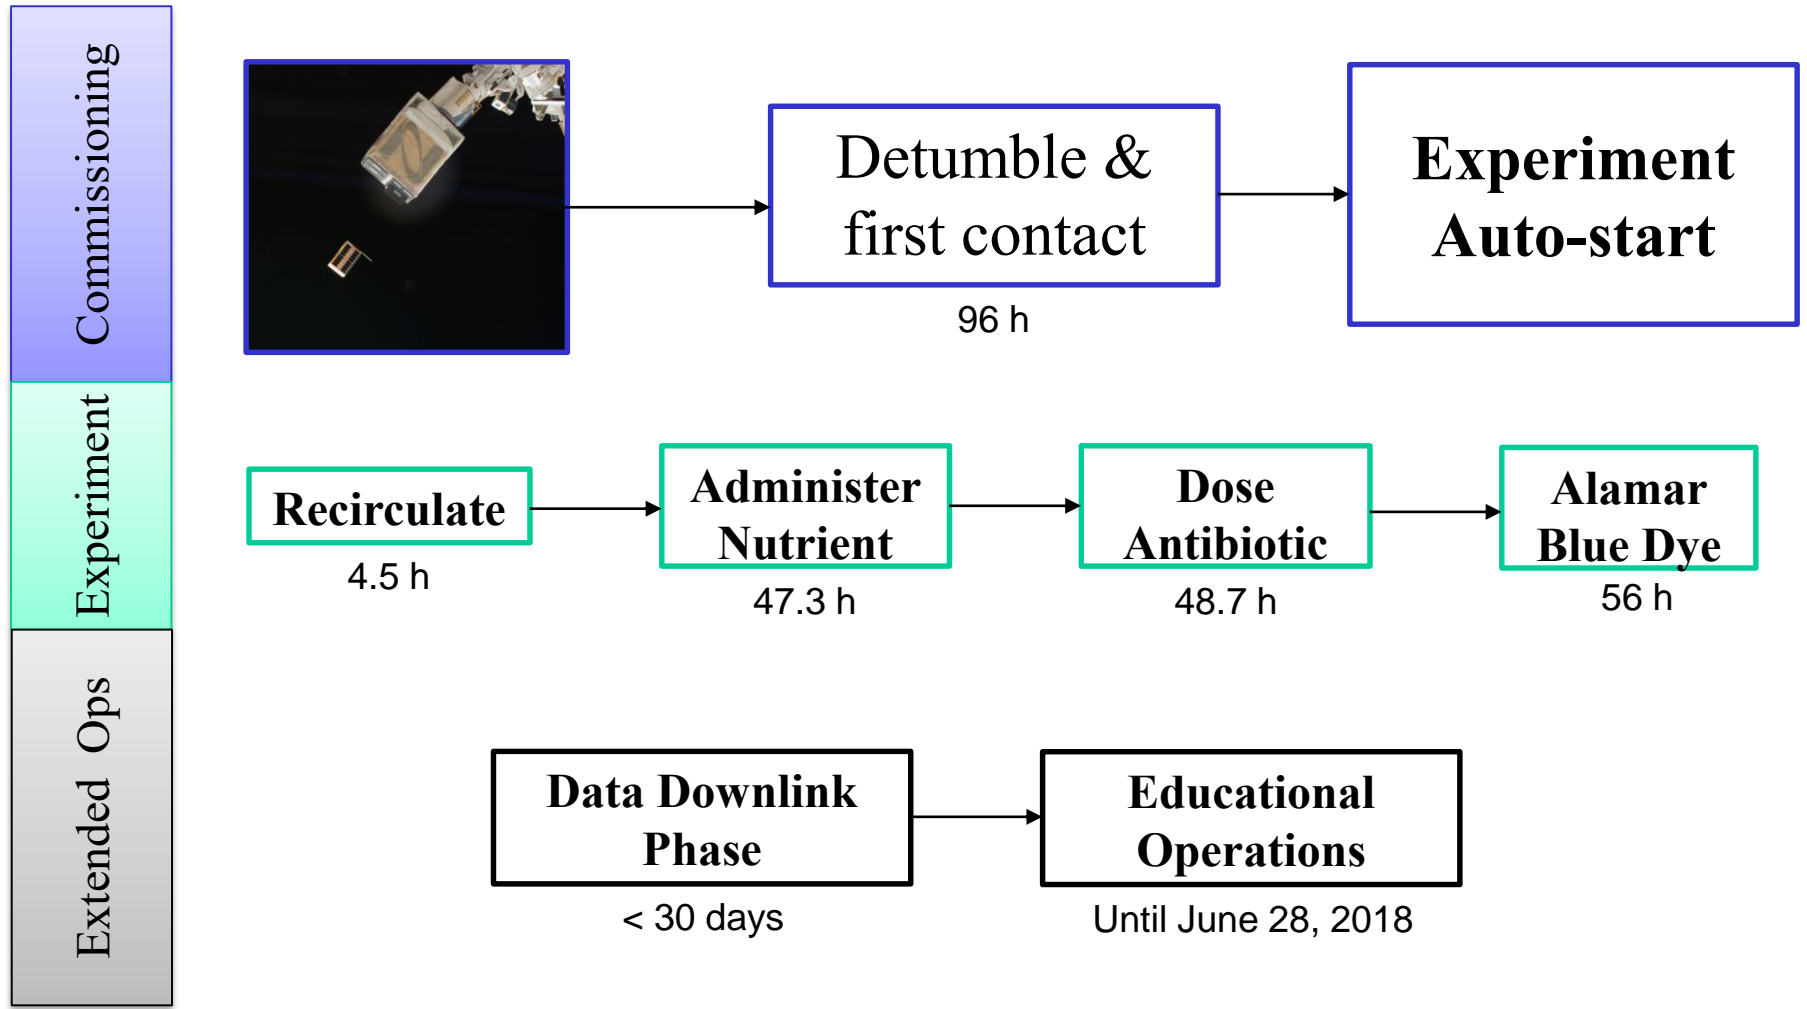 Commissioning
Detumble &
first contact
96 h
Experiment
Auto-start
Experiment
Recirculate
4.5 h
Administer
Nutrient
47.3 h
Dose
Antibiotic
48.7 h
Alamar
Blue Dye
56 h
Extended Ops
Data Downlink
Phase
< 30 days
Educational
Operations
Until June 28, 2018